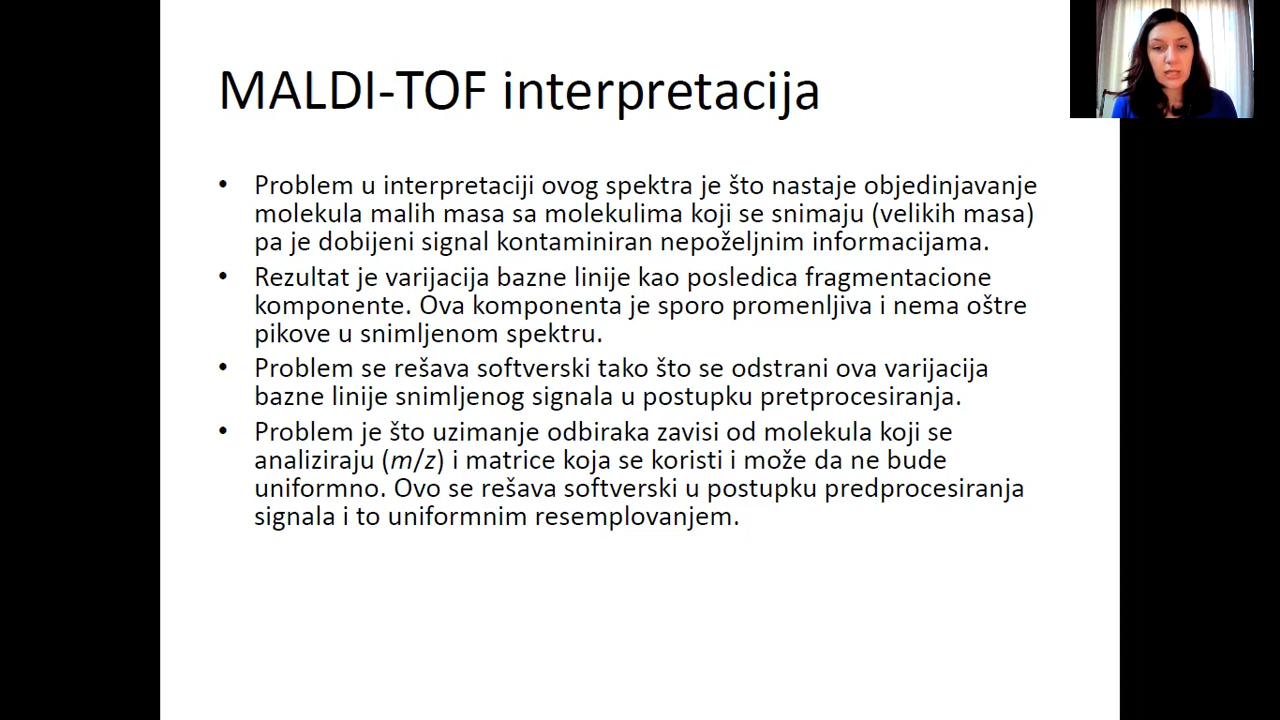 MALDI-TOF interpretacija
• Problem u interpretaciji ovog spektra je što nastaje objedinjavanje
molekula malih masa sa molekulima koji se snimaju (velikih masa)
pa je dobijeni signal kontaminiran nepoželjnim informacijama.
• Rezultat je varijacija bazne linije kao posledica fragmentacione
komponente. Ova komponenta je sporo promenljiva i nema oštre
pikove u snimljenom spektru.
• Problem se rešava softverski tako što se odstrani ova varijacija
bazne linije snimljenog signala u postupku pretprocesiranja.
• Problem je što uzimanje odbiraka zavisi od molekula koji se
analiziraju (m/z) i matrice koja se koristi i može da ne bude
uniformno. Ovo se rešava softverski u postupku predprocesiranja
signala i to uniformnim resemplovanjem.